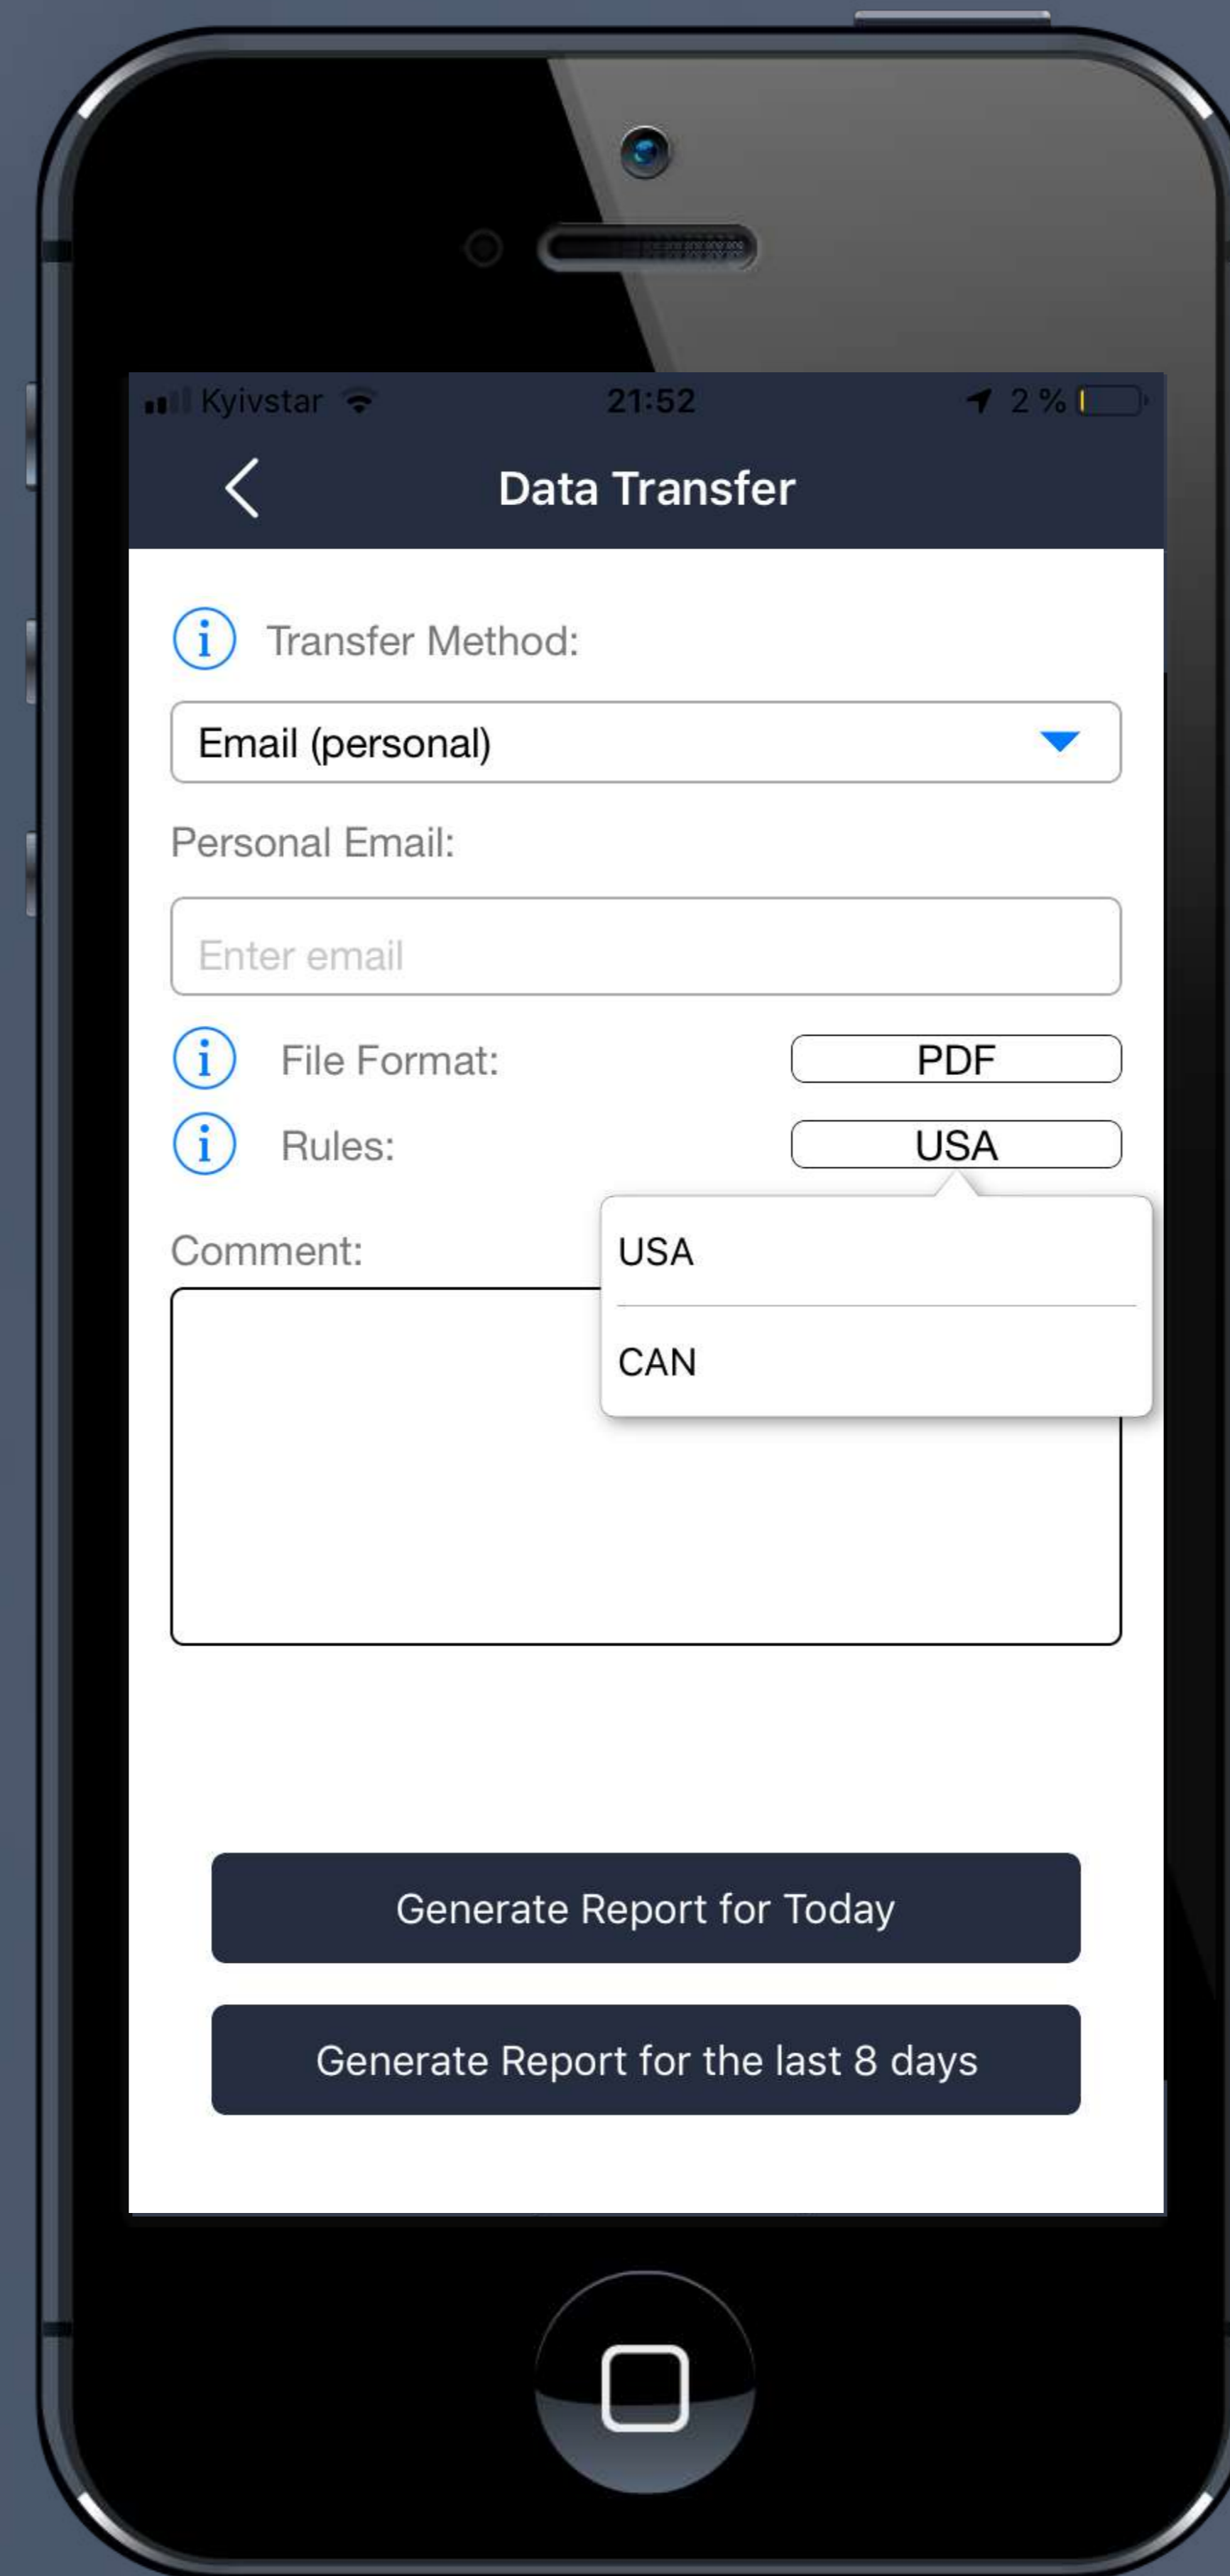 Kyivstar 21:52 2 %
Data Transfer
Transfer Method:
Email (personal)
Personal Email:
Enter email
File Format: PDF
Rules: USA
Comment:
USA
CAN
Generate Report for Today
Generate Report for the last 8 days